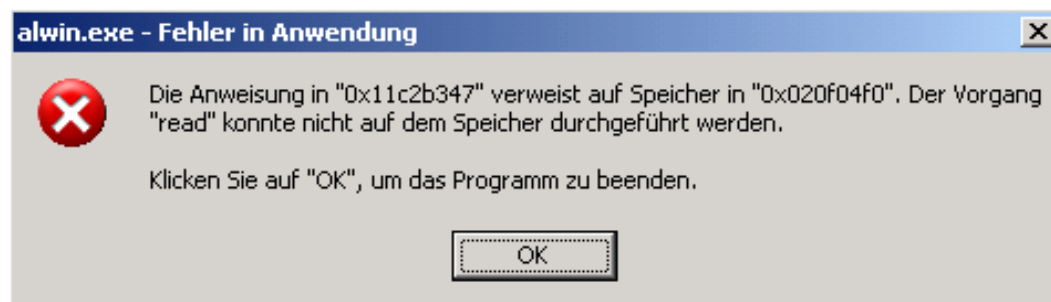 alwin.exe - Fehler in Anwendung
Die Anweisung in "0x11c2b347" verweist auf Speicher in "0x020f04f0". Der Vorgang
"read" konnte nicht auf dem Speicher durchgeführt werden.
Klicken Sie auf "OK", um das Programm zu beenden.
OK